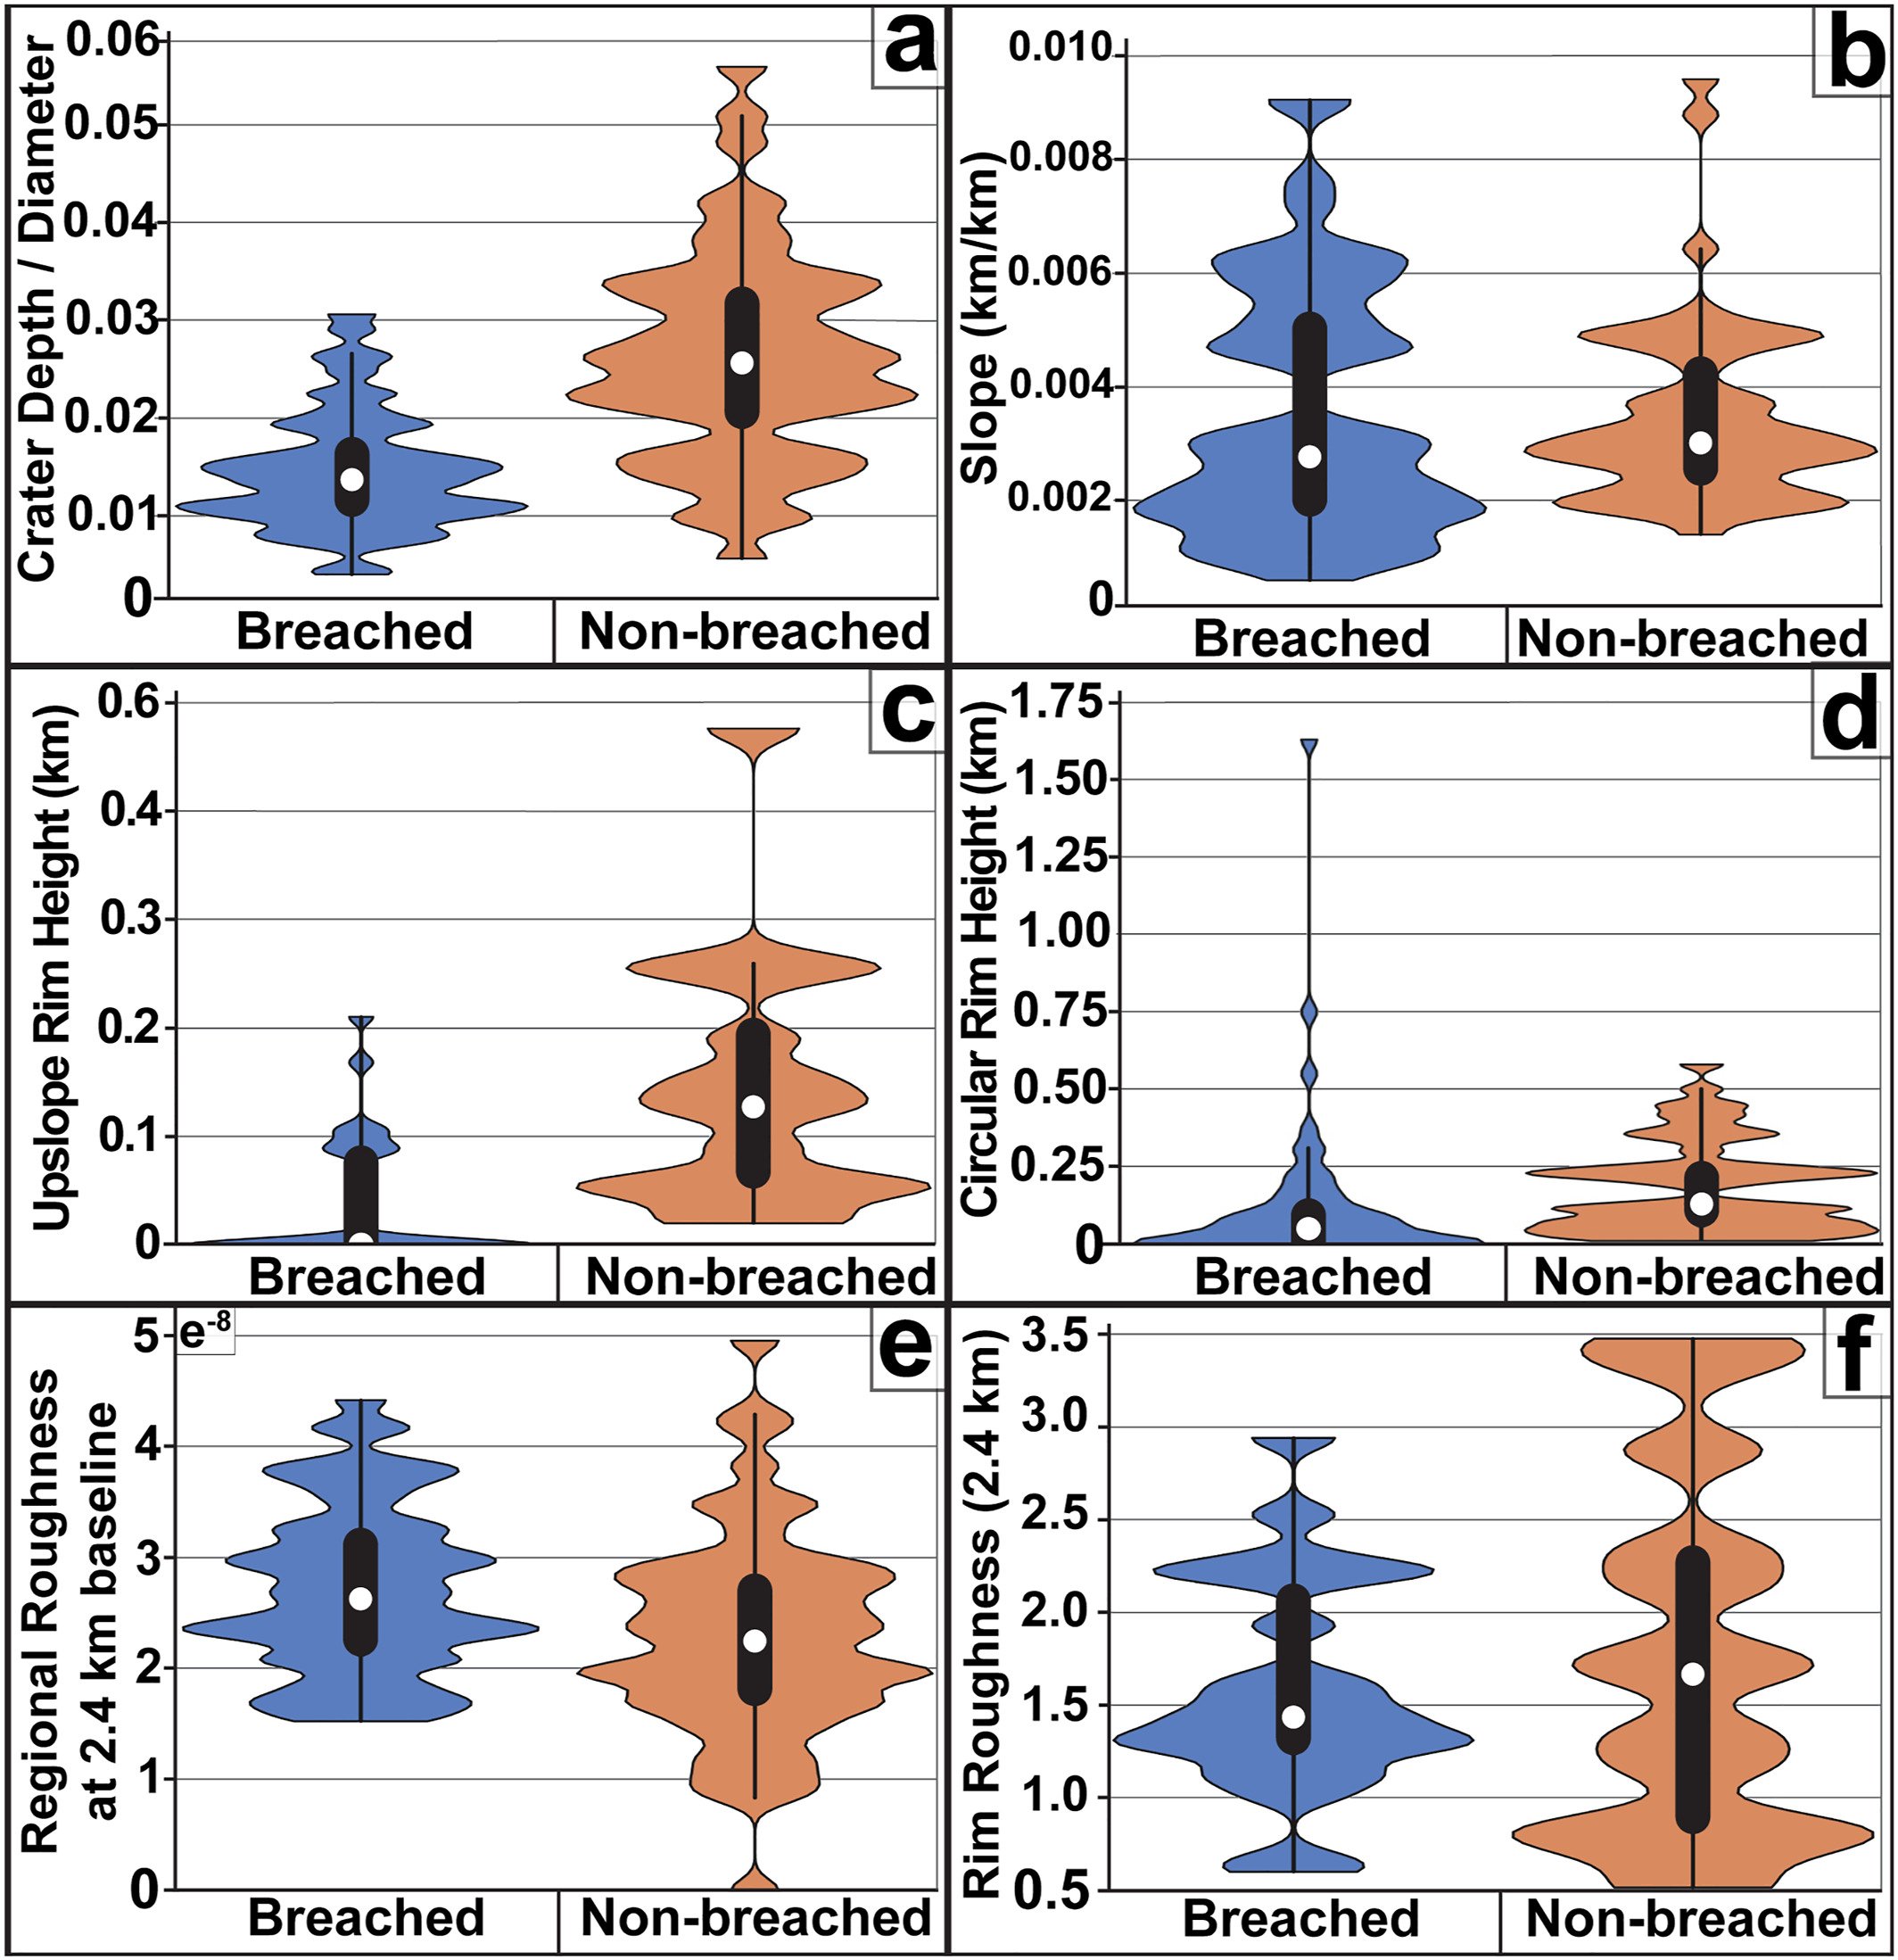 a
Crater Depth / Diameter
0.06
0.05
0.04
0.03
0.02
0.01
0
Breached
Non-breached
b
Slope (km/km)
0.010
0.008
0.006
0.004
0.002
0
Breached
Non-breached
c
Upslope Rim Height (km)
0.6
0.4
0.3
0.2
0.1
0
Breached
Non-breached
d
Circular Rim Height (km)
1.75
1.50
1.25
1.00
0.75
0.50
0.25
0
Breached
Non-breached
e
Regional Roughness
at 2.4 km baseline
e-8
5
4
3
2
1
0
Breached
Non-breached
f
Rim Roughness (2.4 km)
3.5
3.0
2.5
2.0
1.5
1.0
0.5
Breached
Non-breached